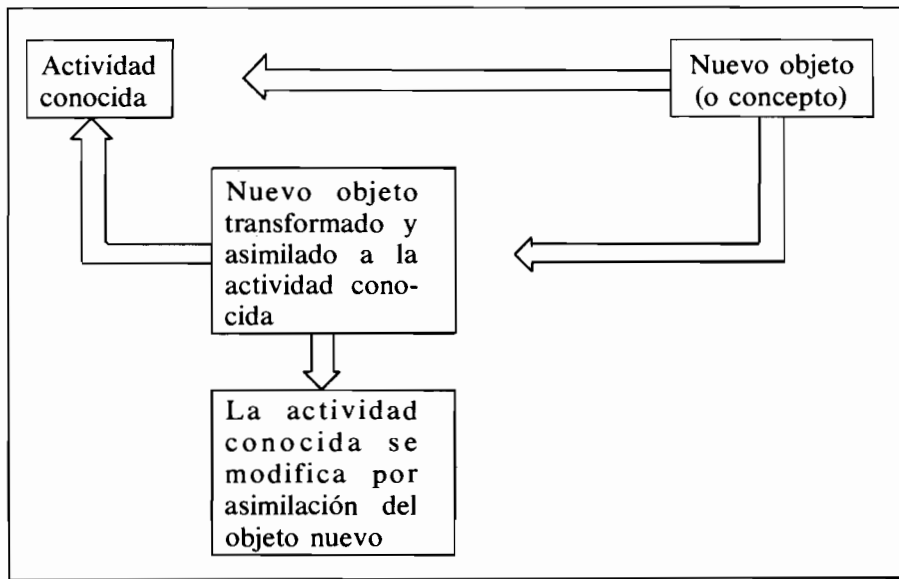 Actividad
conocida
Nuevo objeto
(o concepto)
Nuevo objeto
transformado y
asimilado a la
actividad cono-
cida
La actividad
conocida se
modifica por
asimilación del
objeto nuevo